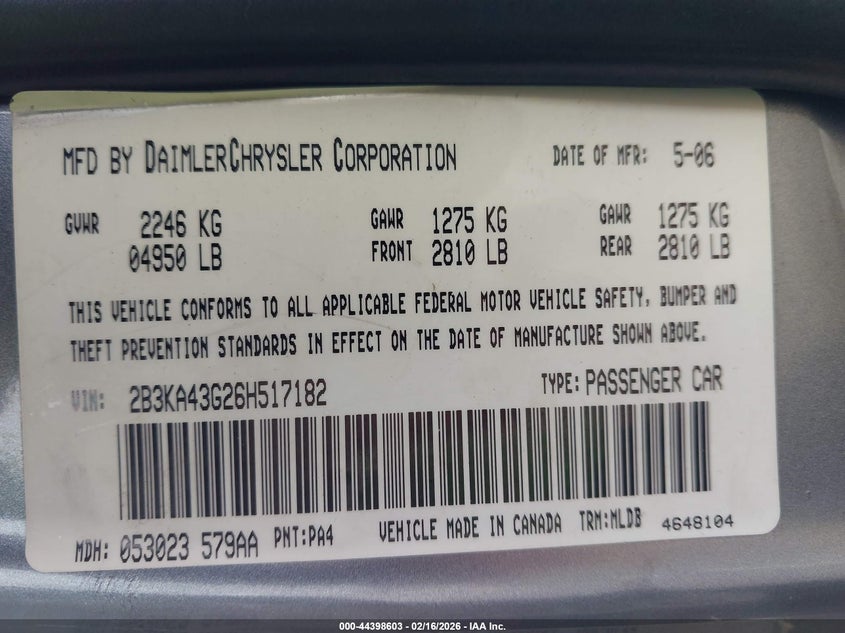 MFD BY DAIMLERCHRYSLER CORPORATION DATE OF MFR: 5-06
GVWR 2246 KG GAWR 1275 KG GAWR 1275 KG
04950 LB FRONT 2810 LB REAR 2810 LB
THIS VEHICLE CONFORMS TO ALL APPLICABLE FEDERAL MOTOR VEHICLE SAFETY, BUMPER AND
THEFT PREVENTION STANDARDS IN EFFECT ON THE DATE OF MANUFACTURE SHOWN ABOVE.
VIN: 2B3KA43G26H517182 TYPE: PASSENGER CAR
MDH: 053023 579AA PNT:PA4 VEHICLE MADE IN CANADA TRM:MLDB 4648104
000-44398603 - 02/16/2026 - IAA Inc.